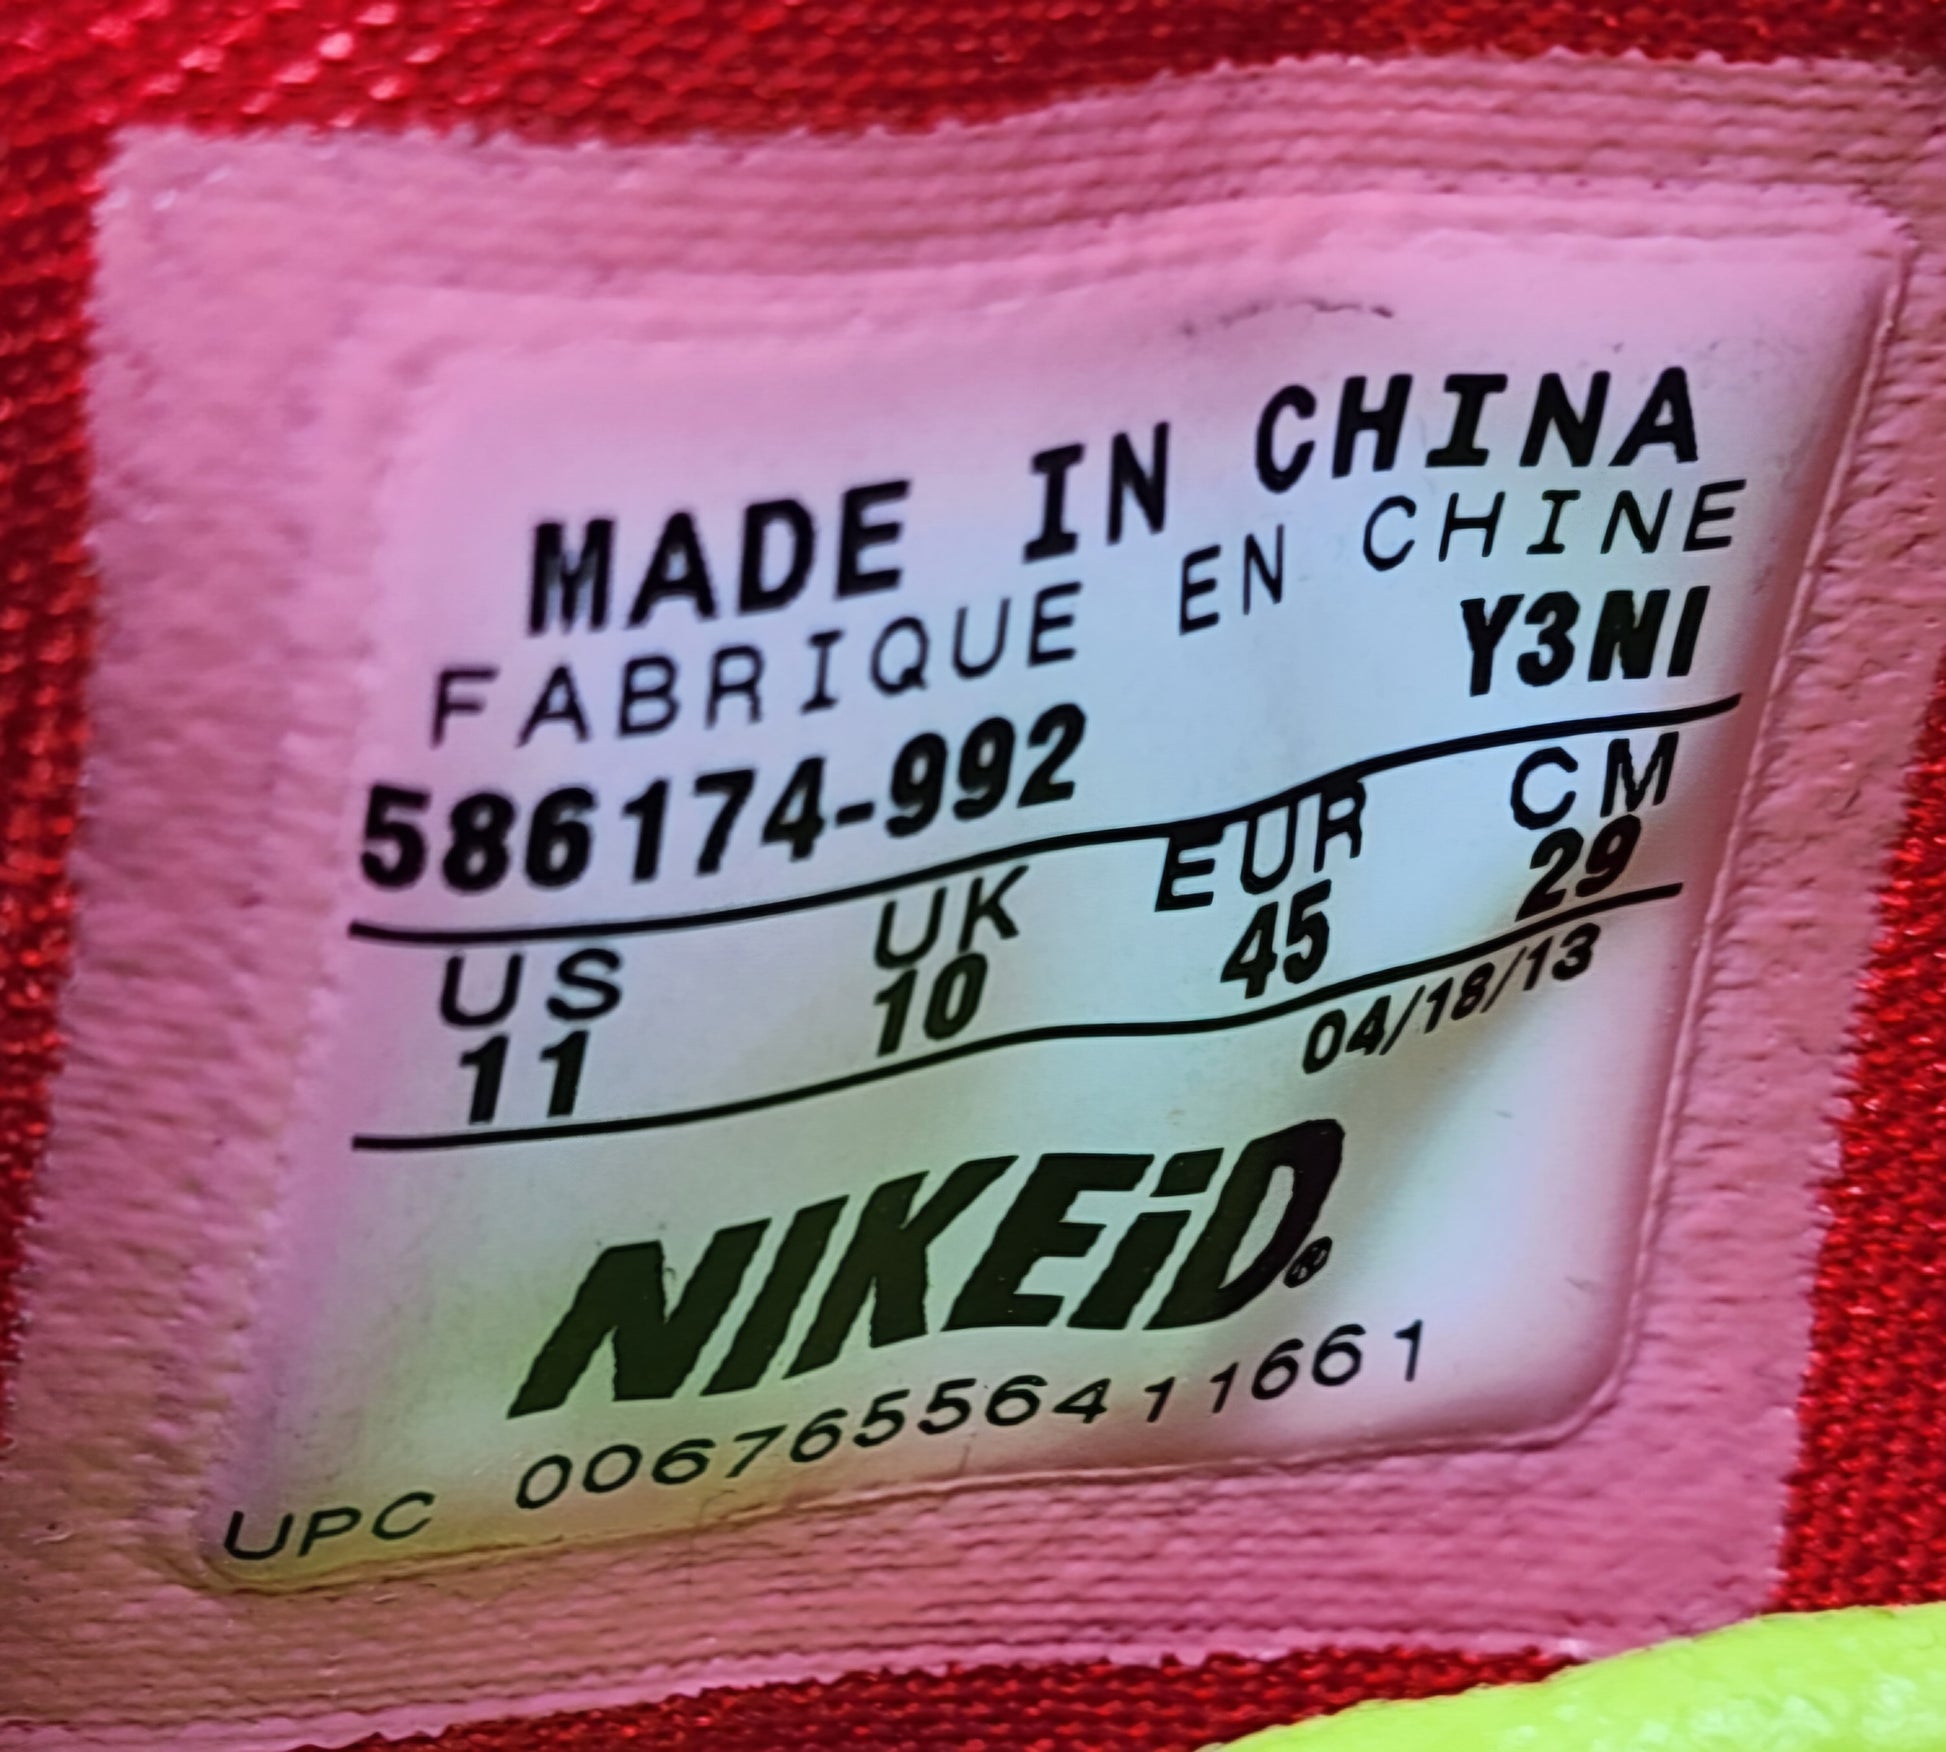 MADE IN CHINA
FABRIQUE EN CHINE
586174-992 Y3NI
US UK EUR CM
11 10 45 29
04/18/13
NIKEiD®
UPC 00676556411661